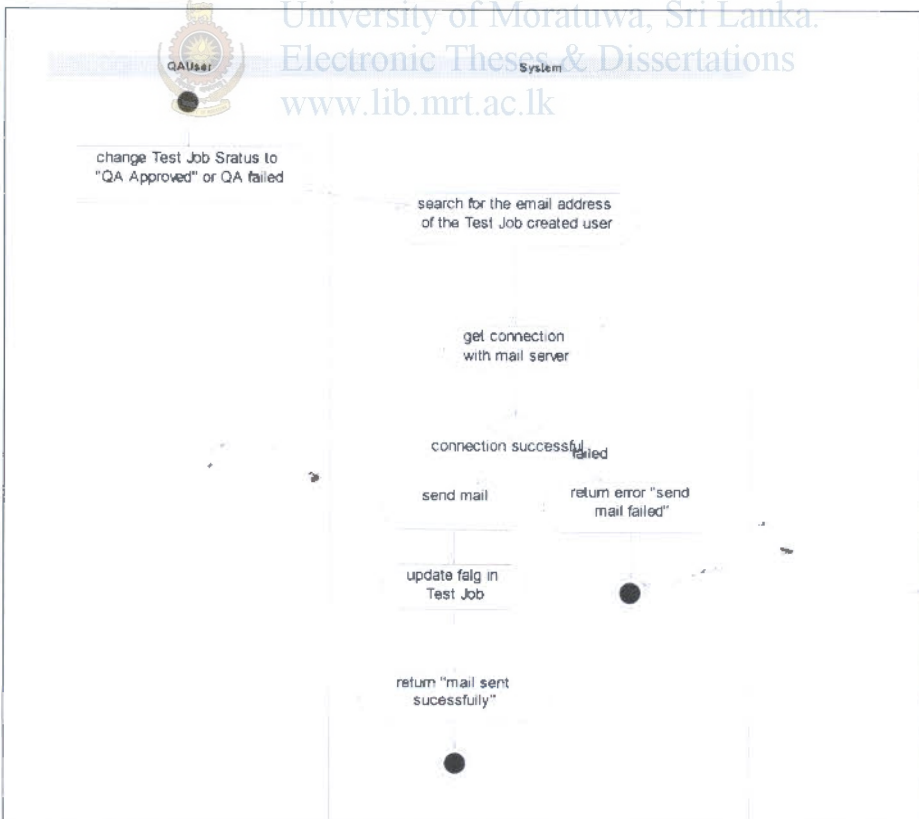 University of Moratuwa, Sri Lanka.
Electronic Theses & Dissertations
www.lib.mrt.ac.lk
QAUser
System
change Test Job Sratus to
"QA Approved" or QA failed
search for the email address
of the Test Job created user
get connection
with mail server
connection successful
failed
send mail
return error "send
mail failed"
update falg in
Test Job
return "mail sent
sucessfully"